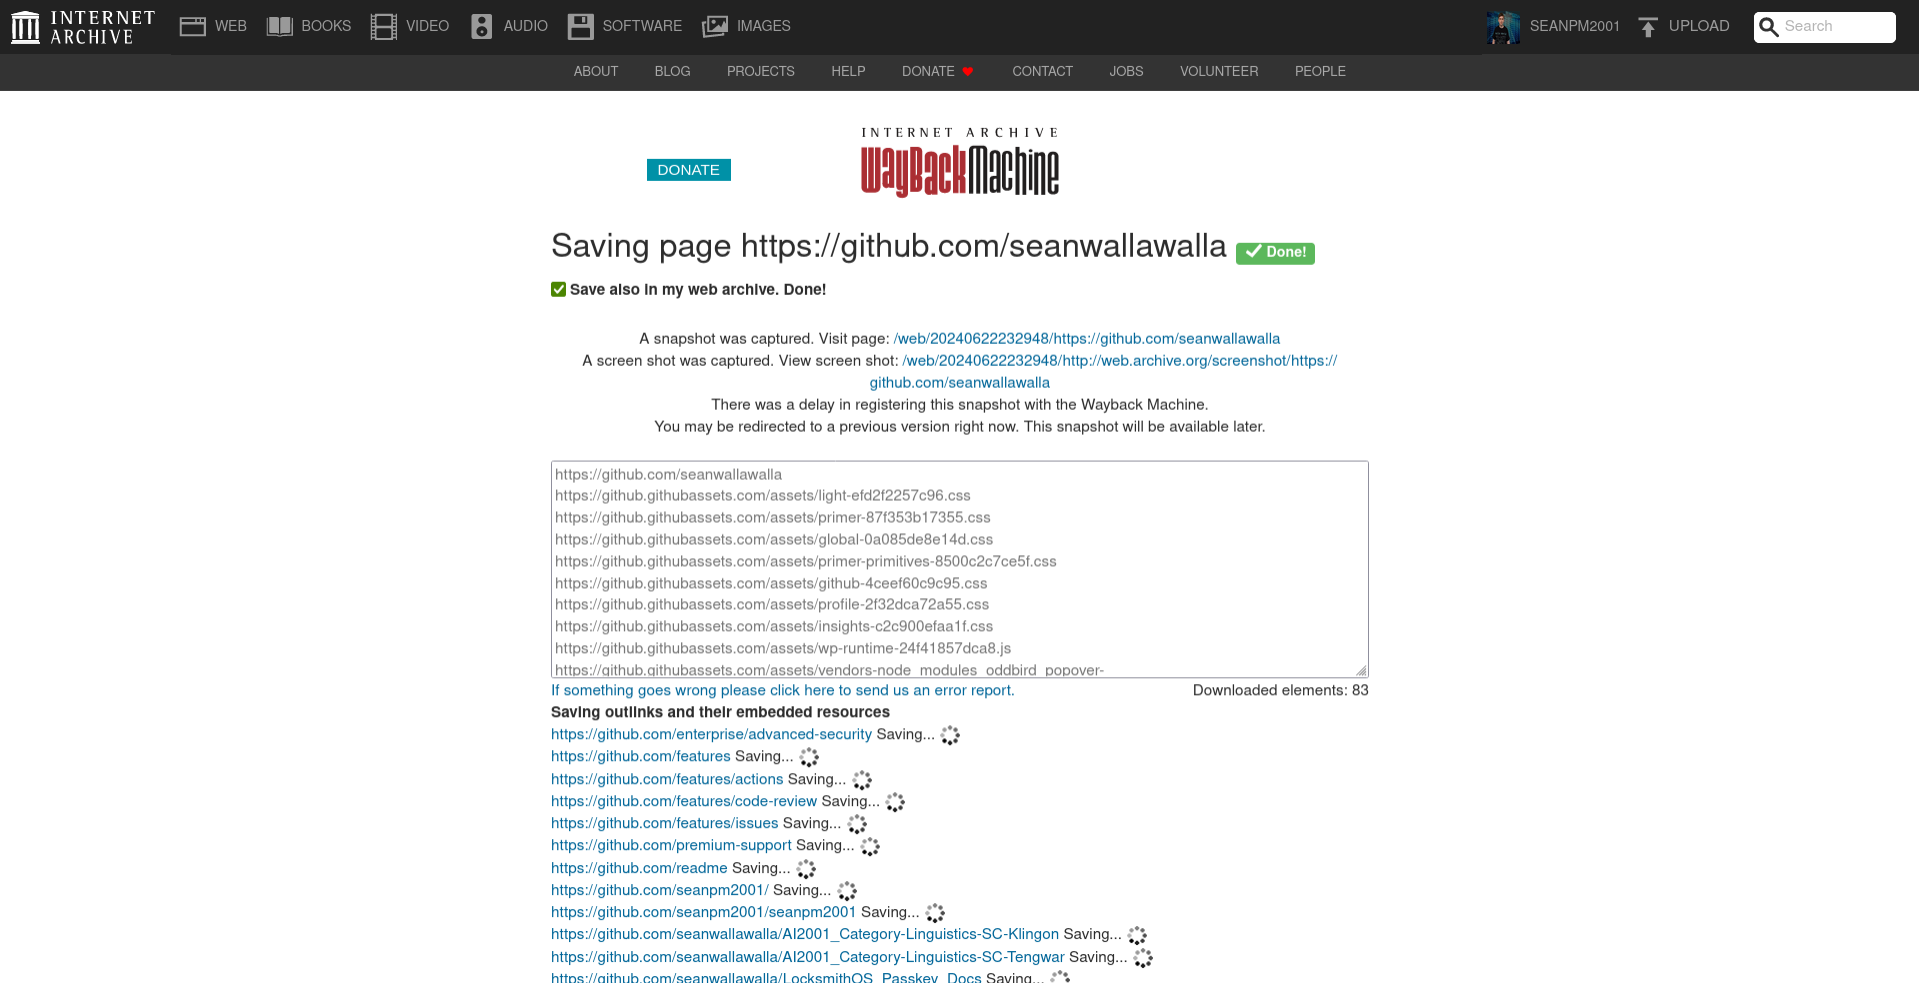 INTERNET ARCHIVE
WEB BOOKS VIDEO AUDIO SOFTWARE IMAGES SEANPM2001 UPLOAD Search
ABOUT BLOG PROJECTS HELP DONATE CONTACT JOBS VOLUNTEER PEOPLE
INTERNET ARCHIVE
WayBackMachine
DONATE
Saving page https://github.com/seanwallawalla Done!
Save also in my web archive. Done!
A snapshot was captured. Visit page: /web/20240622232948/https://github.com/seanwallawalla
A screen shot was captured. View screen shot: /web/20240622232948/http://web.archive.org/screenshot/https://
github.com/seanwallawalla
There was a delay in registering this snapshot with the Wayback Machine.
You may be redirected to a previous version right now. This snapshot will be available later.
https://github.com/seanwallawalla
https://github.githubassets.com/assets/light-efd2f2257c96.css
https://github.githubassets.com/assets/primer-87f353b17355.css
https://github.githubassets.com/assets/global-0a085de8e14d.css
https://github.githubassets.com/assets/primer-primitives-8500c2c7ce5f.css
https://github.githubassets.com/assets/github-4ceef60c9c95.css
https://github.githubassets.com/assets/profile-2f32dca72a55.css
https://github.githubassets.com/assets/insights-c2c900efaa1f.css
https://github.githubassets.com/assets/wp-runtime-24f41857dca8.js
https://github.githubassets.com/assets/vendors-node_modules_oddbird_popover-
If something goes wrong please click here to send us an error report. Downloaded elements: 83
Saving outlinks and their embedded resources
https://github.com/enterprise/advanced-security Saving...
https://github.com/features Saving...
https://github.com/features/actions Saving...
https://github.com/features/code-review Saving...
https://github.com/features/issues Saving...
https://github.com/premium-support Saving...
https://github.com/readme Saving...
https://github.com/seanpm2001/ Saving...
https://github.com/seanpm2001/seanpm2001 Saving...
https://github.com/seanwallawalla/AI2001_Category-Linguistics-SC-Klingon Saving...
https://github.com/seanwallawalla/AI2001_Category-Linguistics-SC-Tengwar Saving...
https://github.com/seanwallawalla/LocksmithOS_Passkey_Docs Saving...